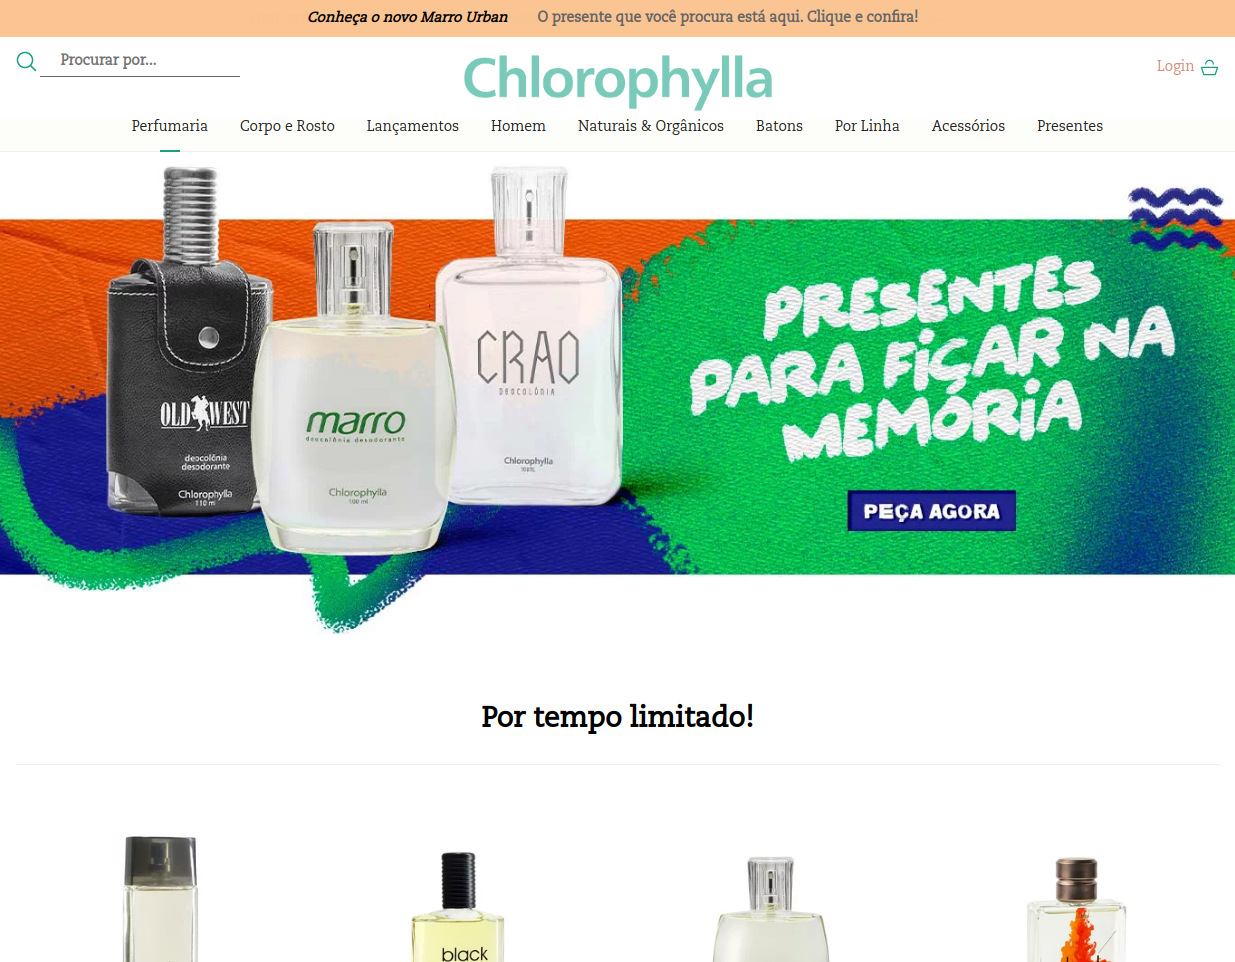 Conheça o novo Marro Urban
O presente que você procura está aqui. Clique e confira!
Procurar por...
Chlorophylla
Login
Perfumaria
Corpo e Rosto
Lançamentos
Homem
Naturais & Orgânicos
Batons
Por Linha
Acessórios
Presentes
OLD WEST
deocolônia
desodorante
Chlorophylla
110 ml
marro
deocolônia desodorante
Chlorophylla
100 ml
CRAO
DEOCOLÔNIA
Chlorophylla
100mL
PRESENTES
PARA FIÇAR NA
MEMÓRIA
PEÇA AGORA
Por tempo limitado!
black